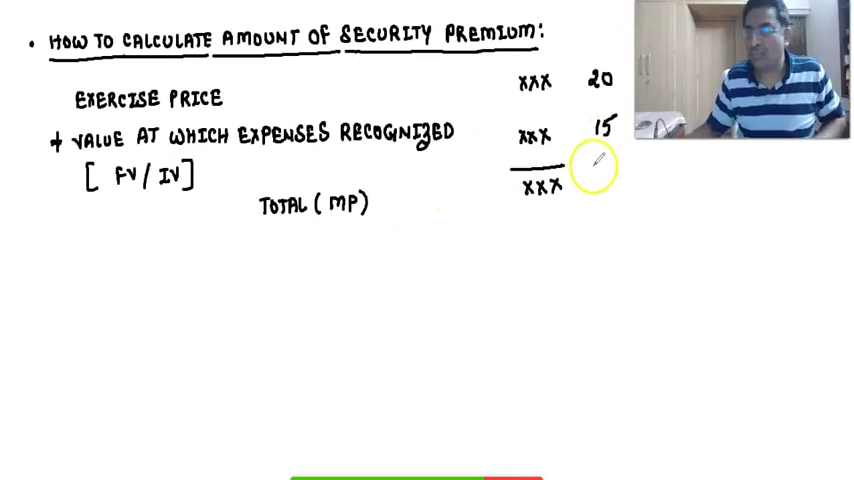 • HOW TO CALCULATE AMOUNT OF SECURITY PREMIUM:
EXERCISE PRICE XXX 20
+ VALUE AT WHICH EXPENSES RECOGNIZED XXX 15
[ FV / IV ]
TOTAL ( MP ) XXX